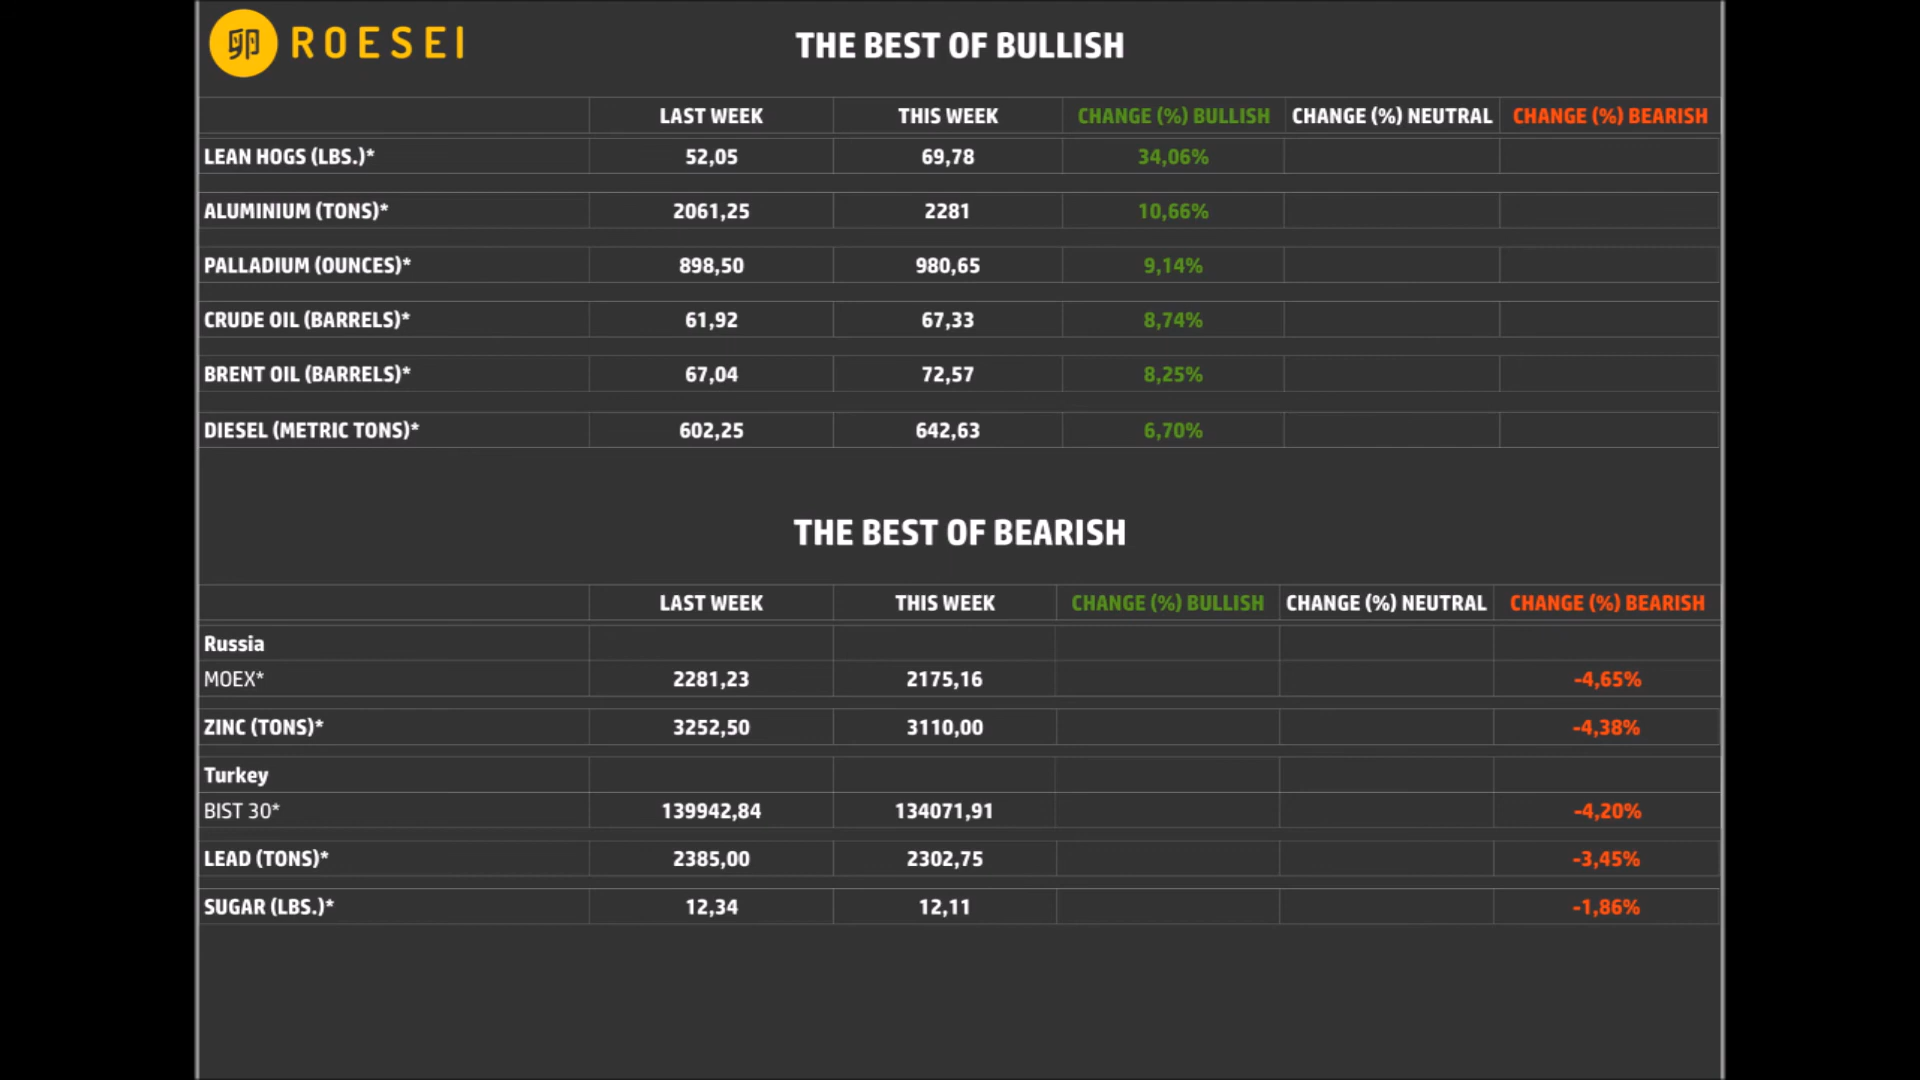 ROESEI
THE BEST OF BULLISH
LAST WEEK THIS WEEK CHANGE (%) BULLISH CHANGE (%) NEUTRAL CHANGE (%) BEARISH
LEAN HOGS (LBS.)* 52,05 69,78 34,06%
ALUMINIUM (TONS)* 2061,25 2281 10,66%
PALLADIUM (OUNCES)* 898,50 980,65 9,14%
CRUDE OIL (BARRELS)* 61,92 67,33 8,74%
BRENT OIL (BARRELS)* 67,04 72,57 8,25%
DIESEL (METRIC TONS)* 602,25 642,63 6,70%
THE BEST OF BEARISH
LAST WEEK THIS WEEK CHANGE (%) BULLISH CHANGE (%) NEUTRAL CHANGE (%) BEARISH
Russia
MOEX* 2281,23 2175,16 -4,65%
ZINC (TONS)* 3252,50 3110,00 -4,38%
Turkey
BIST 30* 139942,84 134071,91 -4,20%
LEAD (TONS)* 2385,00 2302,75 -3,45%
SUGAR (LBS.)* 12,34 12,11 -1,86%